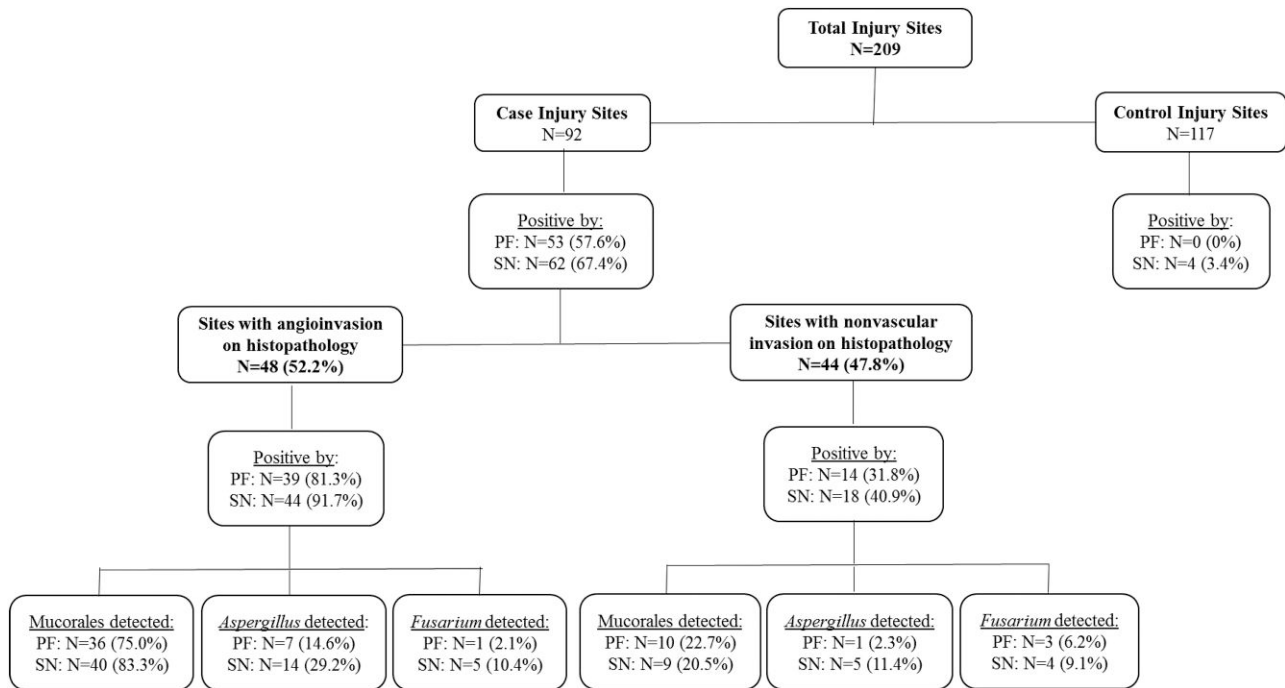 Total Injury Sites
N=209
Case Injury Sites
N=92
Control Injury Sites
N=117
Positive by:
PF: N=53 (57.6%)
SN: N=62 (67.4%)
Positive by:
PF: N=0 (0%)
SN: N=4 (3.4%)
Sites with angioinvasion
on histopathology
N=48 (52.2%)
Sites with nonvascular
invasion on histopathology
N=44 (47.8%)
Positive by:
PF: N=39 (81.3%)
SN: N=44 (91.7%)
Positive by:
PF: N=14 (31.8%)
SN: N=18 (40.9%)
Mucorales detected:
PF: N=36 (75.0%)
SN: N=40 (83.3%)
Aspergillus detected:
PF: N=7 (14.6%)
SN: N=14 (29.2%)
Fusarium detected:
PF: N=1 (2.1%)
SN: N=5 (10.4%)
Mucorales detected:
PF: N=10 (22.7%)
SN: N=9 (20.5%)
Aspergillus detected:
PF: N=1 (2.3%)
SN: N=5 (11.4%)
Fusarium detected:
PF: N=3 (6.2%)
SN: N=4 (9.1%)